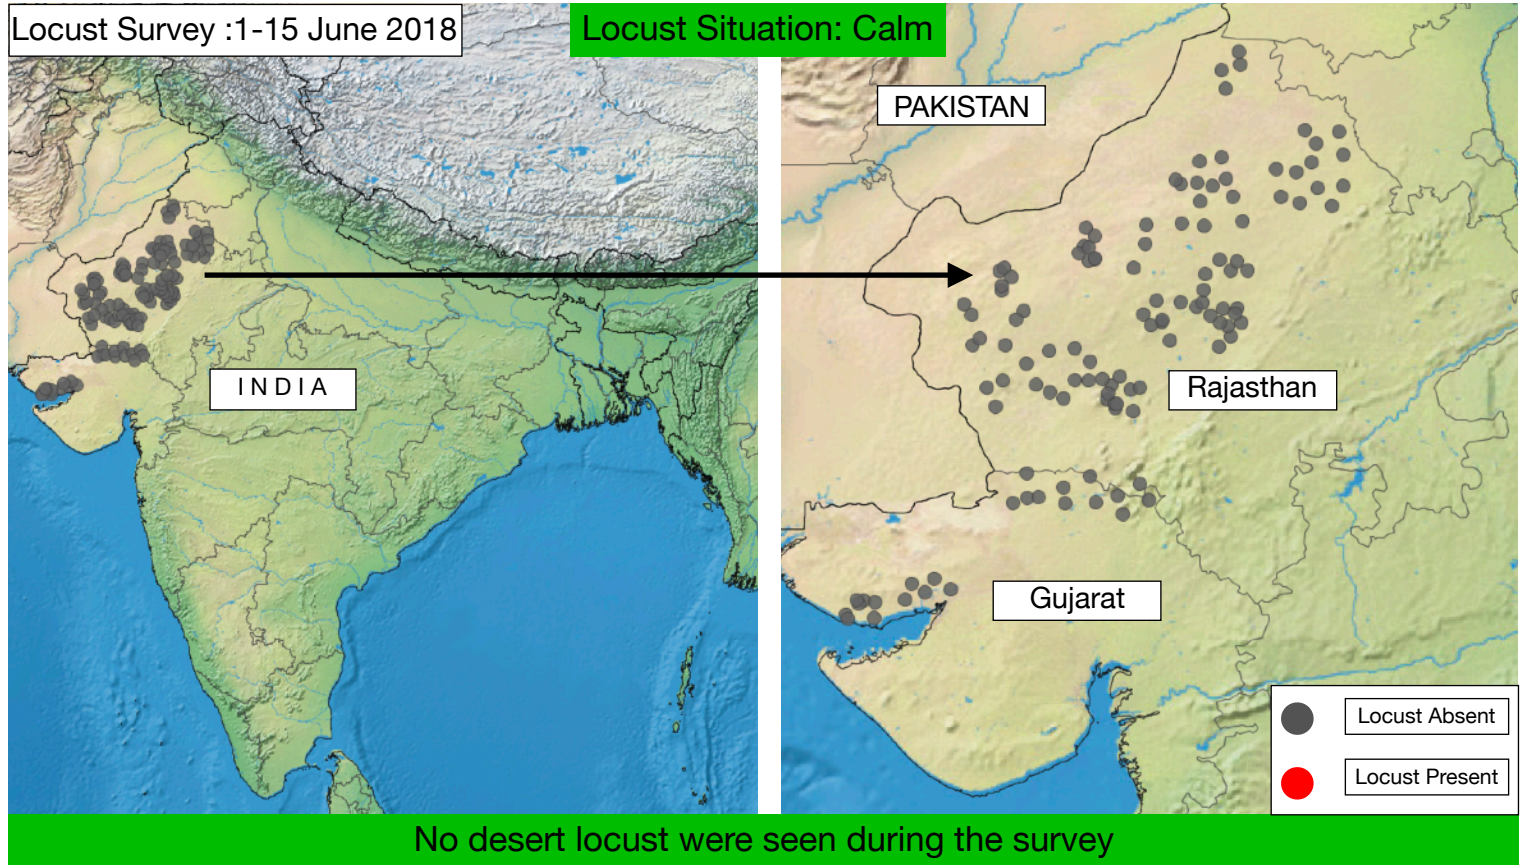 Locust Survey :1-15 June 2018
Locust Situation: Calm
PAKISTAN
I N D I A
Rajasthan
Gujarat
Locust Absent
Locust Present
No desert locust were seen during the survey